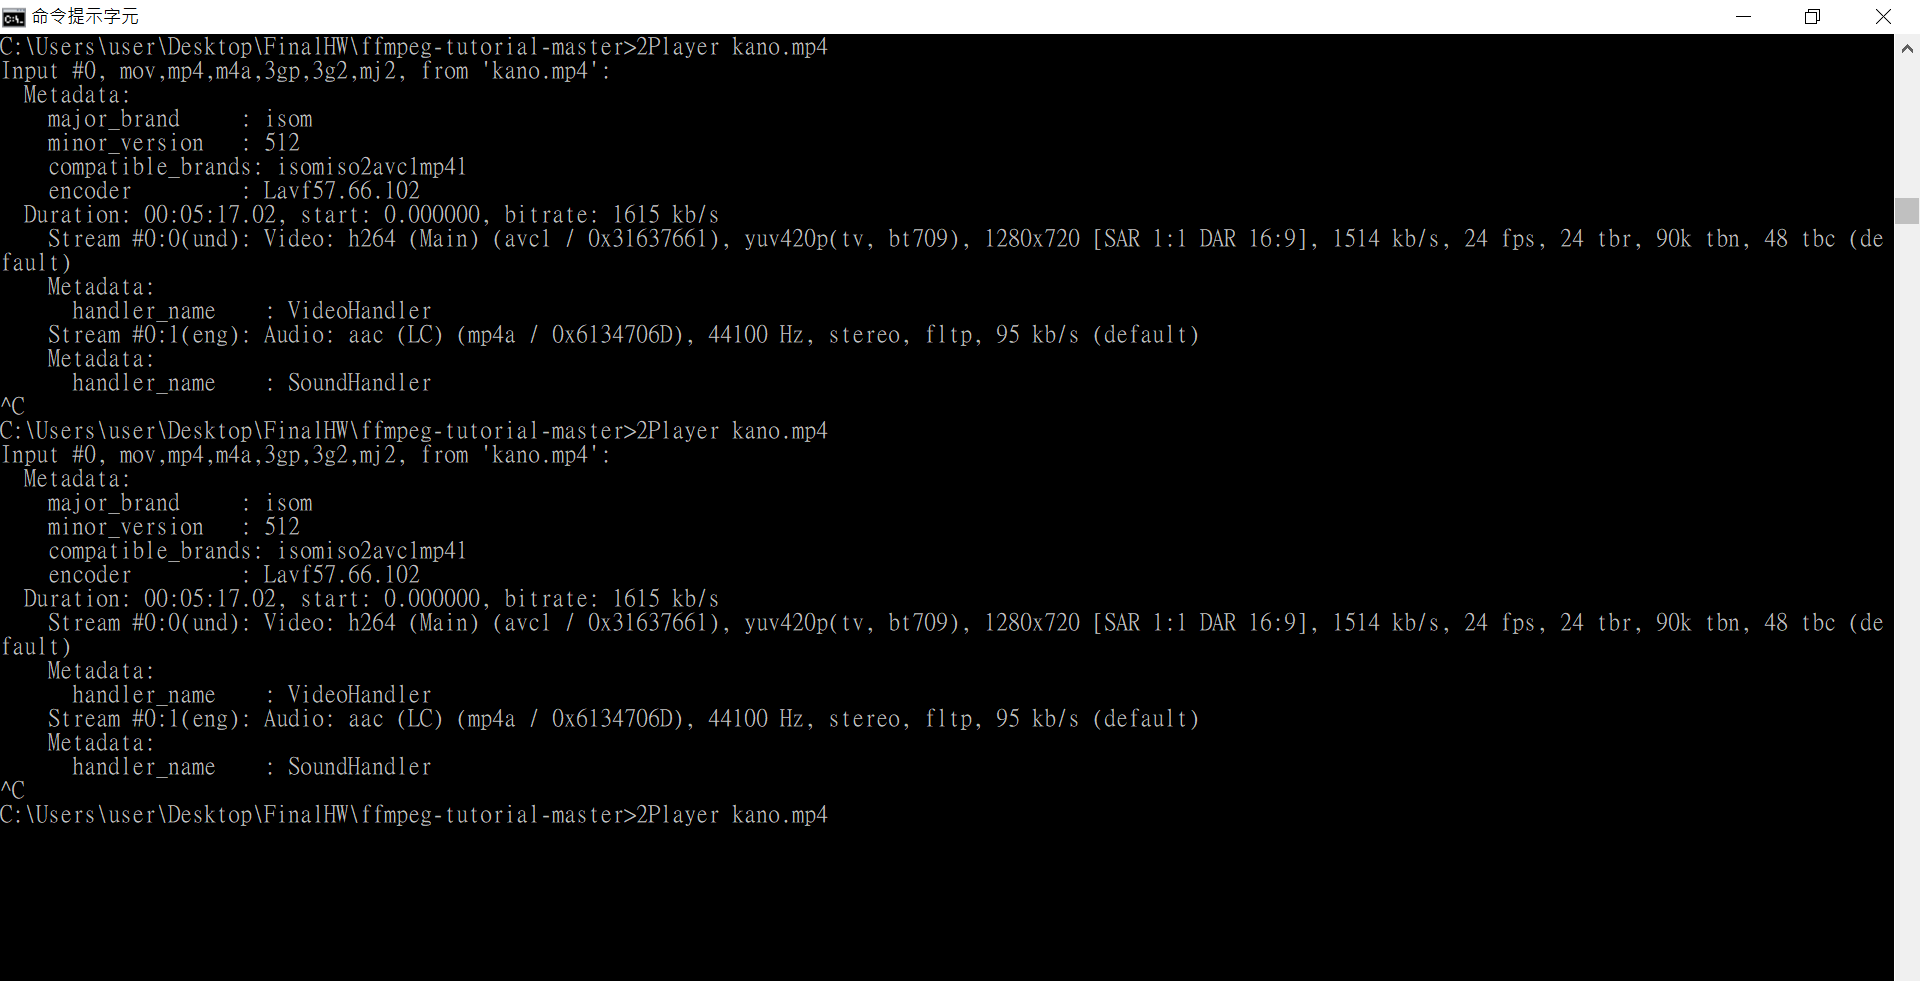 命令提示字元
C:\Users\user\Desktop\FinalHW\ffmpeg-tutorial-master>2Player kano.mp4
Input #0, mov,mp4,m4a,3gp,3g2,mj2, from 'kano.mp4':
  Metadata:
    major_brand     : isom
    minor_version   : 512
    compatible_brands: isomiso2avc1mp41
    encoder         : Lavf57.66.102
  Duration: 00:05:17.02, start: 0.000000, bitrate: 1615 kb/s
    Stream #0:0(und): Video: h264 (Main) (avc1 / 0x31637661), yuv420p(tv, bt709), 1280x720 [SAR 1:1 DAR 16:9], 1514 kb/s, 24 fps, 24 tbr, 90k tbn, 48 tbc (de
fault)
    Metadata:
      handler_name    : VideoHandler
    Stream #0:1(eng): Audio: aac (LC) (mp4a / 0x6134706D), 44100 Hz, stereo, fltp, 95 kb/s (default)
    Metadata:
      handler_name    : SoundHandler
^C
C:\Users\user\Desktop\FinalHW\ffmpeg-tutorial-master>2Player kano.mp4
Input #0, mov,mp4,m4a,3gp,3g2,mj2, from 'kano.mp4':
  Metadata:
    major_brand     : isom
    minor_version   : 512
    compatible_brands: isomiso2avc1mp41
    encoder         : Lavf57.66.102
  Duration: 00:05:17.02, start: 0.000000, bitrate: 1615 kb/s
    Stream #0:0(und): Video: h264 (Main) (avc1 / 0x31637661), yuv420p(tv, bt709), 1280x720 [SAR 1:1 DAR 16:9], 1514 kb/s, 24 fps, 24 tbr, 90k tbn, 48 tbc (de
fault)
    Metadata:
      handler_name    : VideoHandler
    Stream #0:1(eng): Audio: aac (LC) (mp4a / 0x6134706D), 44100 Hz, stereo, fltp, 95 kb/s (default)
    Metadata:
      handler_name    : SoundHandler
^C
C:\Users\user\Desktop\FinalHW\ffmpeg-tutorial-master>2Player kano.mp4